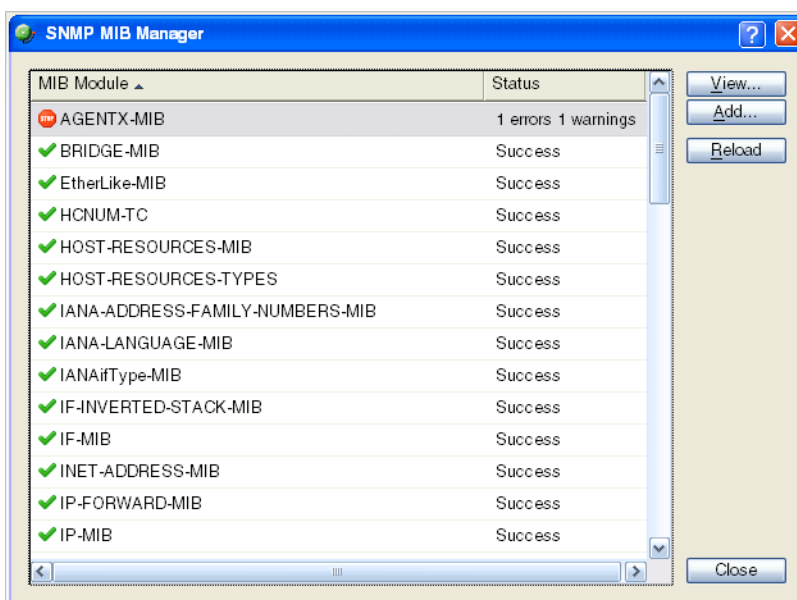 SNMP MIB Manager
?
MIB Module Status
STOP AGENTX-MIB 1 errors 1 warnings
BRIDGE-MIB Success
EtherLike-MIB Success
HCNUM-TC Success
HOST-RESOURCES-MIB Success
HOST-RESOURCES-TYPES Success
IANA-ADDRESS-FAMILY-NUMBERS-MIB Success
IANA-LANGUAGE-MIB Success
IANAifType-MIB Success
IF-INVERTED-STACK-MIB Success
IF-MIB Success
INET-ADDRESS-MIB Success
IP-FORWARD-MIB Success
IP-MIB Success
View...
Add...
Reload
Close